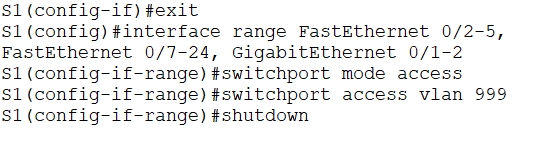 S1(config-if)#exit
S1(config)#interface range FastEthernet 0/2-5,
FastEthernet 0/7-24, GigabitEthernet 0/1-2
S1(config-if-range)#switchport mode access
S1(config-if-range)#switchport access vlan 999
S1(config-if-range)#shutdown